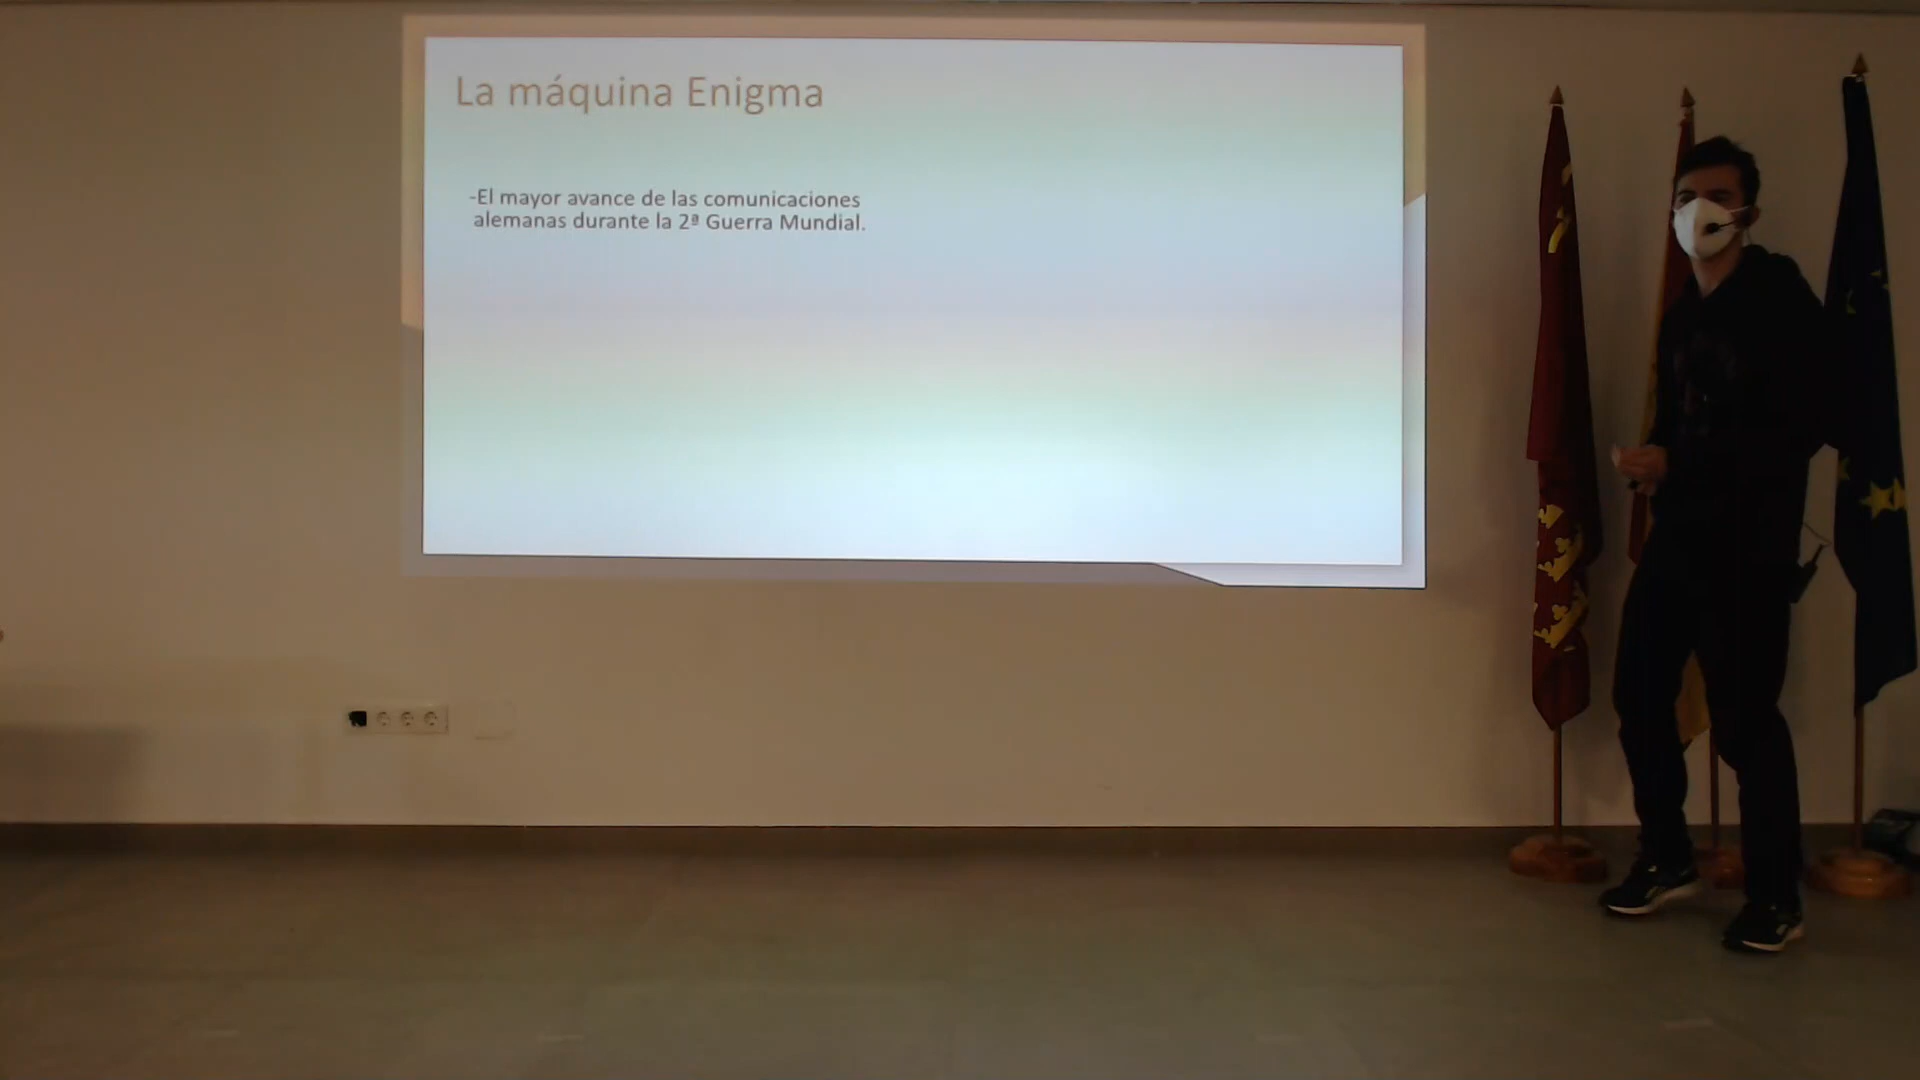 La máquina Enigma
-El mayor avance de las comunicaciones
alemanas durante la 2ª Guerra Mundial.